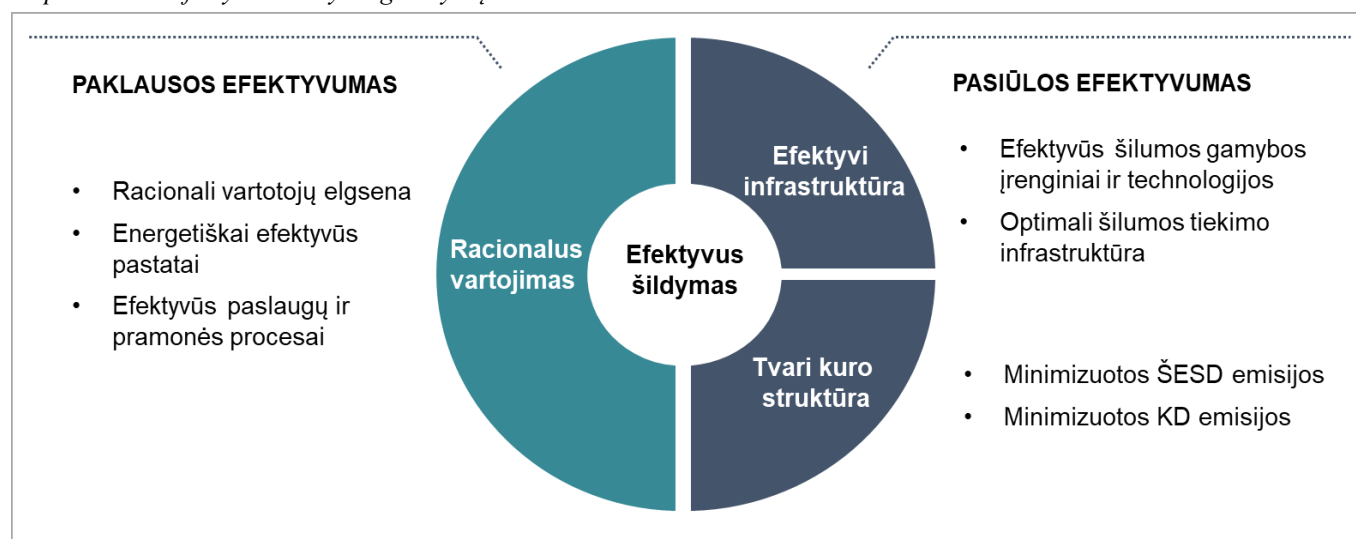 PAKLAUSOS EFEKTYVUMAS
• Racionali vartotojų elgsena
• Energetiškai efektyvūs
pastatai
• Efektyvūs paslaugų ir
pramonės procesai
Racionalus
vartojimas
Efektyvus
šildymas
Efektyvi
infrastruktūra
Tvari kuro
struktūra
PASIŪLOS EFEKTYVUMAS
• Efektyvūs šilumos gamybos
įrenginiai ir technologijos
• Optimali šilumos tiekimo
infrastruktūra
• Minimizuotos ŠESD emisijos
• Minimizuotos KD emisijos